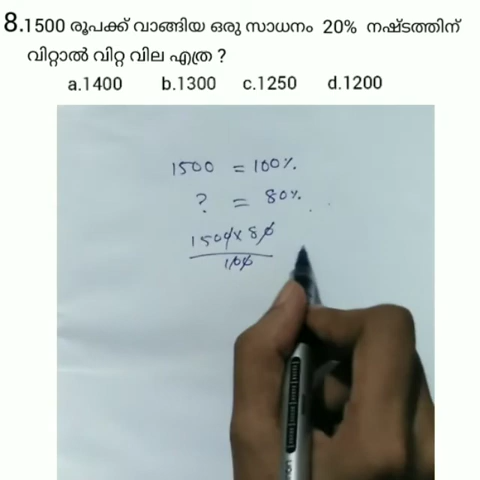 8.1500 രൂപക്ക് വാങ്ങിയ ഒരു സാധനം 20% നഷ്ടത്തിന്
വിറ്റാൽ വിറ്റ വില എത്ര ?
a.1400 b.1300 c.1250 d.1200
1500 = 100%
? = 80%
1500 x 80
100